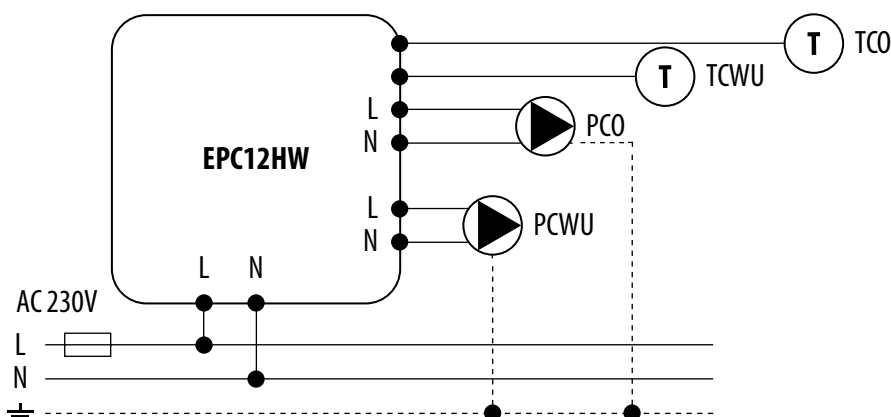 T TCO
T TCWU
L
N
PCO
EPC12HW
L
N
PCWU
L N
AC 230V
L
N